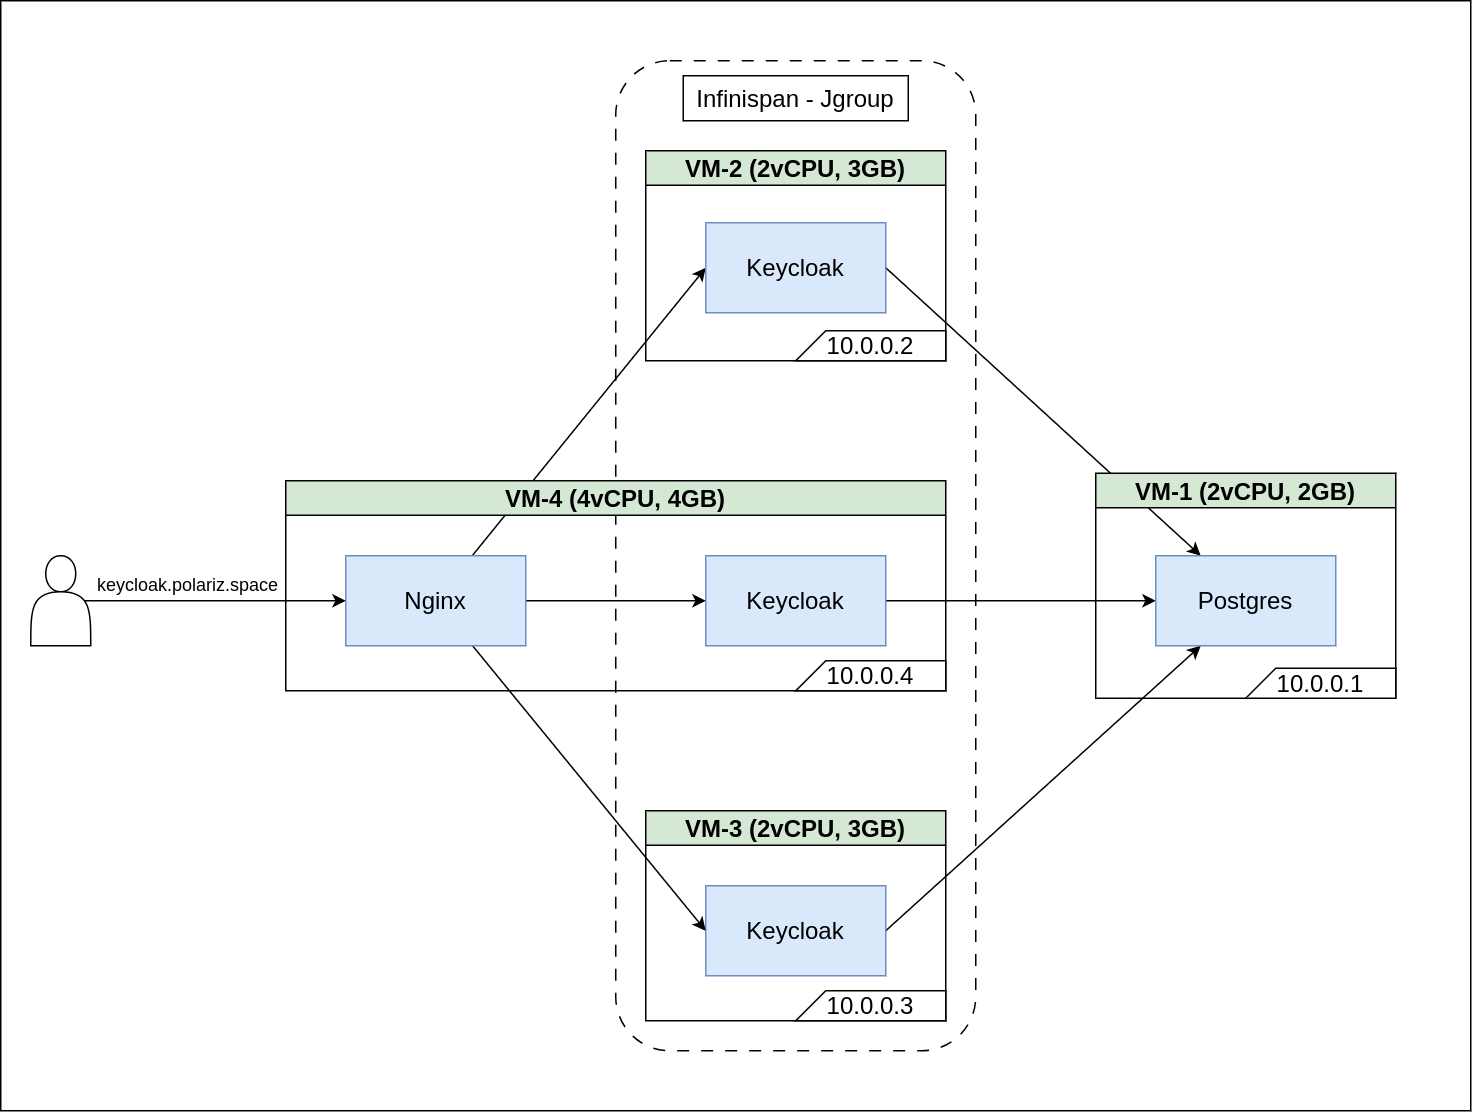 Infinispan - Jgroup
VM-2 (2vCPU, 3GB)
Keycloak
10.0.0.2
VM-4 (4vCPU, 4GB)
keycloak.polariz.space
Nginx
Keycloak
10.0.0.4
VM-1 (2vCPU, 2GB)
Postgres
10.0.0.1
VM-3 (2vCPU, 3GB)
Keycloak
10.0.0.3